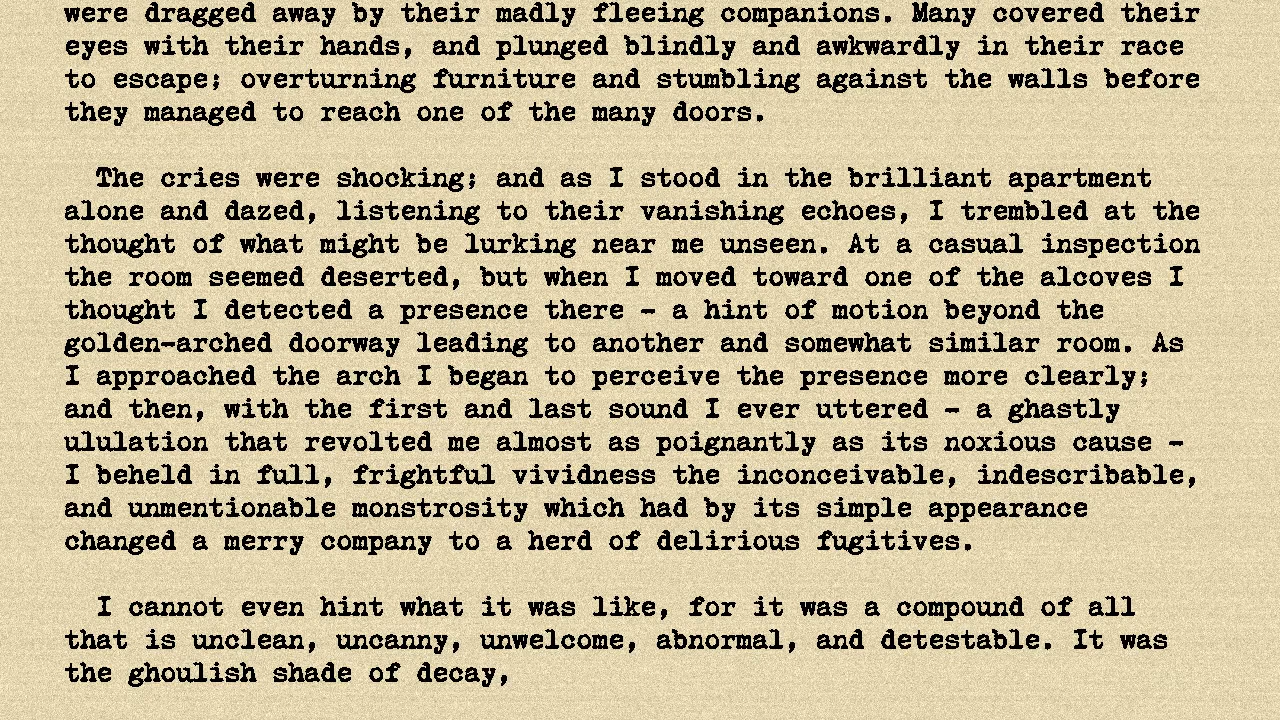 were dragged away by their madly fleeing companions. Many covered their
eyes with their hands, and plunged blindly and awkwardly in their race
to escape; overturning furniture and stumbling against the walls before
they managed to reach one of the many doors.
The cries were shocking; and as I stood in the brilliant apartment
alone and dazed, listening to their vanishing echoes, I trembled at the
thought of what might be lurking near me unseen. At a casual inspection
the room seemed deserted, but when I moved toward one of the alcoves I
thought I detected a presence there - a hint of motion beyond the
golden-arched doorway leading to another and somewhat similar room. As
I approached the arch I began to perceive the presence more clearly;
and then, with the first and last sound I ever uttered - a ghastly
ululation that revolted me almost as poignantly as its noxious cause -
I beheld in full, frightful vividness the inconceivable, indescribable,
and unmentionable monstrosity which had by its simple appearance
changed a merry company to a herd of delirious fugitives.
I cannot even hint what it was like, for it was a compound of all
that is unclean, uncanny, unwelcome, abnormal, and detestable. It was
the ghoulish shade of decay,